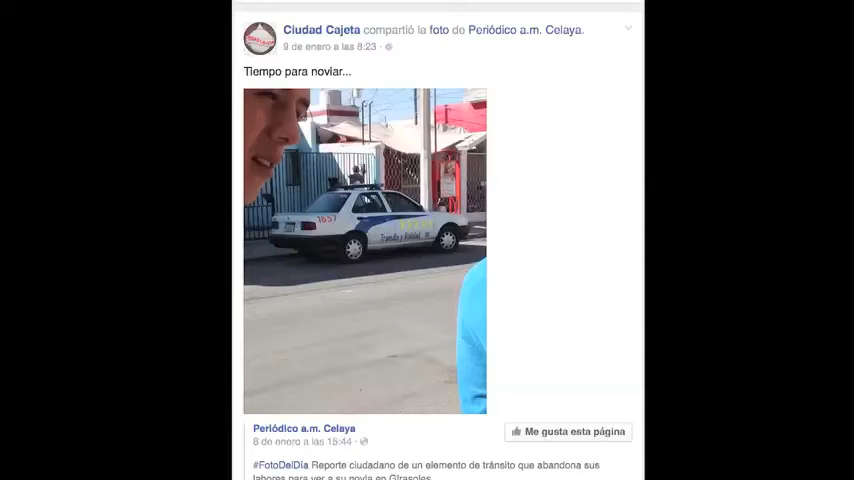 Ciudad Cajeta compartió la foto de Periódico a.m. Celaya.
9 de enero a las 8:23 ·
Tiempo para noviar...
1657
Tránsito y Vialidad
Periódico a.m. Celaya
8 de enero a las 15:44 ·
Me gusta esta página
#FotoDelDía Reporte ciudadano de un elemento de tránsito que abandona sus
labores para ver a su novia en Girasoles